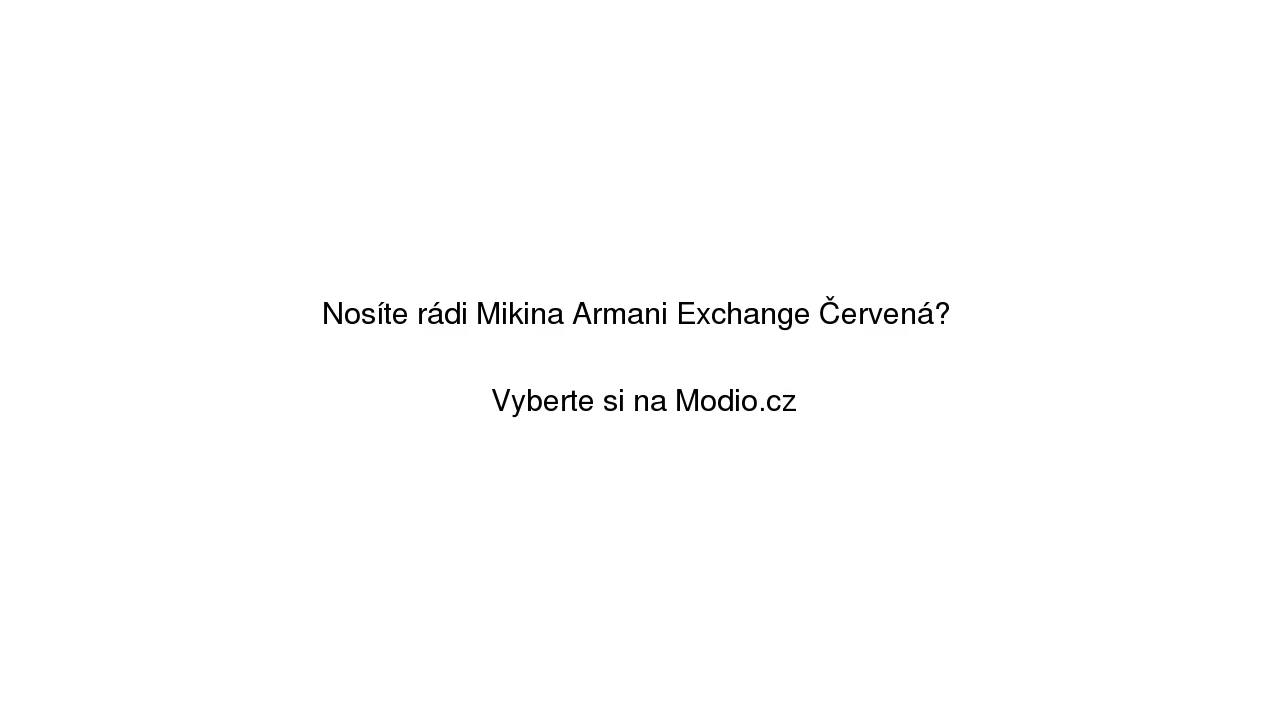 Nosíte rádi Mikina Armani Exchange Červená?
Vyberte si na Modio.cz